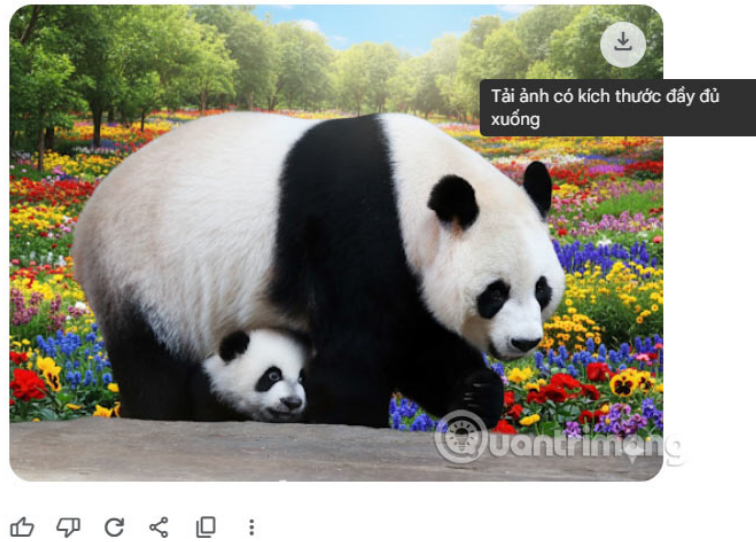 Tải ảnh có kích thước đầy đủ
xuống
Quantrimang